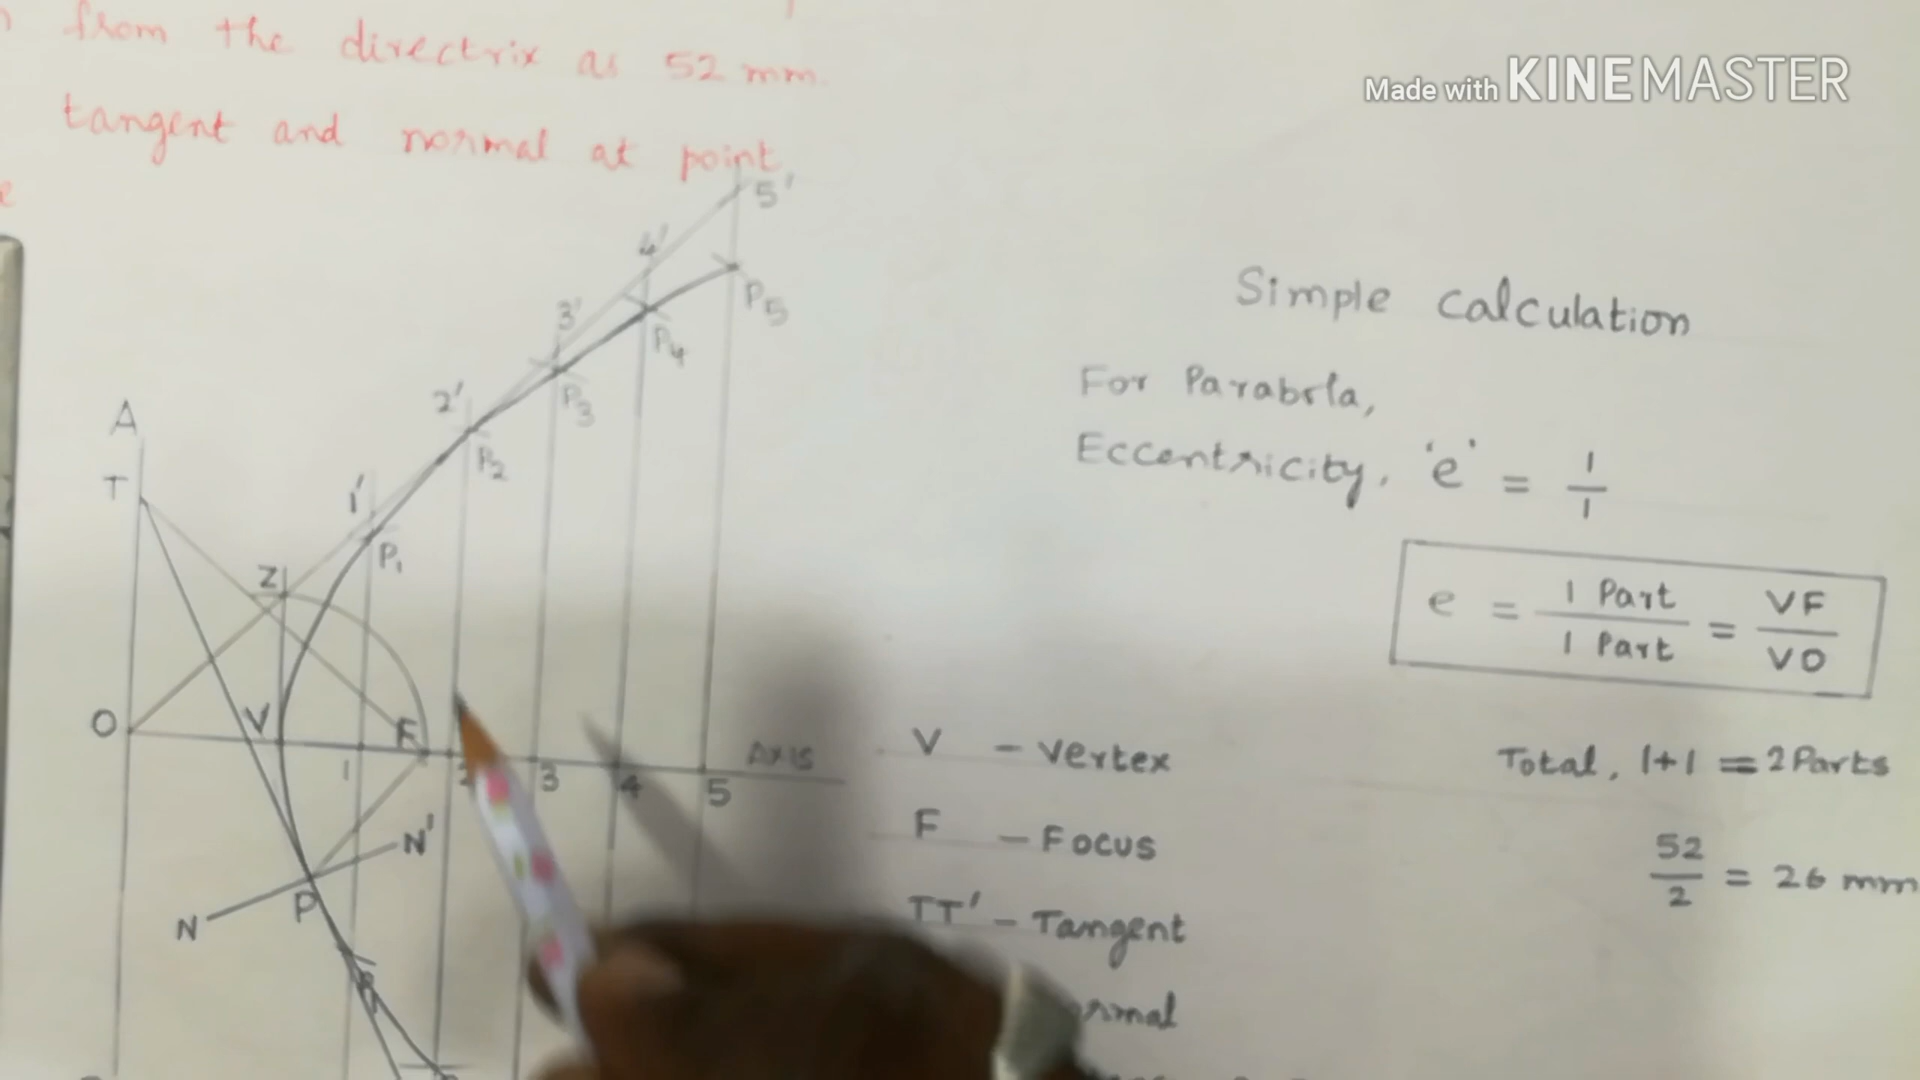 from the directrix as 52 mm
Made with KINEMASTER
tangent and normal at point
5'
4'
P5
3'
P4
Simple Calculation
2'
P3
For Parabola,
A
P2
Eccentricity, 'e' = 1/1
T
1'
P1
Z
e = 1 Part / 1 Part = VF / VO
O V F Axis
1 2 3 4 5
V - Vertex
Total, 1+1 = 2 Parts
F - Focus
52/2 = 26 mm
N'
P
N
TT' - Tangent